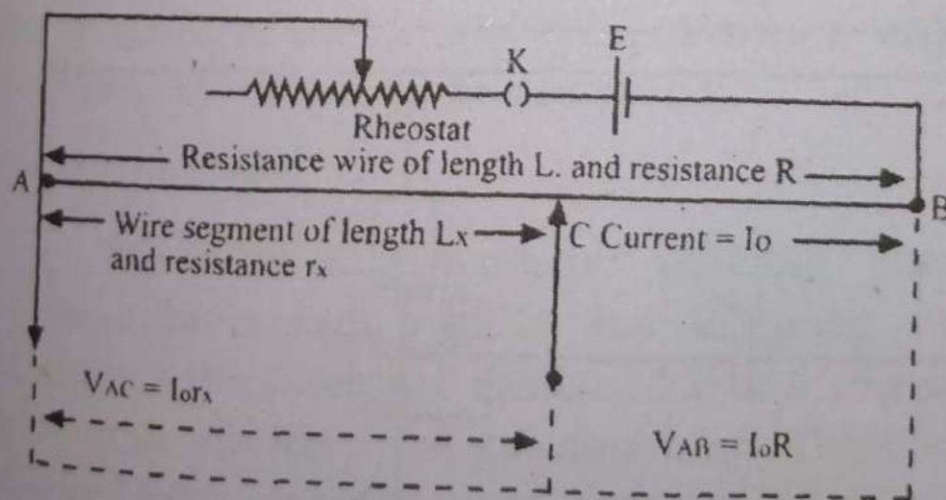 E
K
Rheostat
Resistance wire of length L. and resistance R
A
B
Wire segment of length Lx
and resistance rx
C Current = Io
VAC = Iorx
VAB = IoR